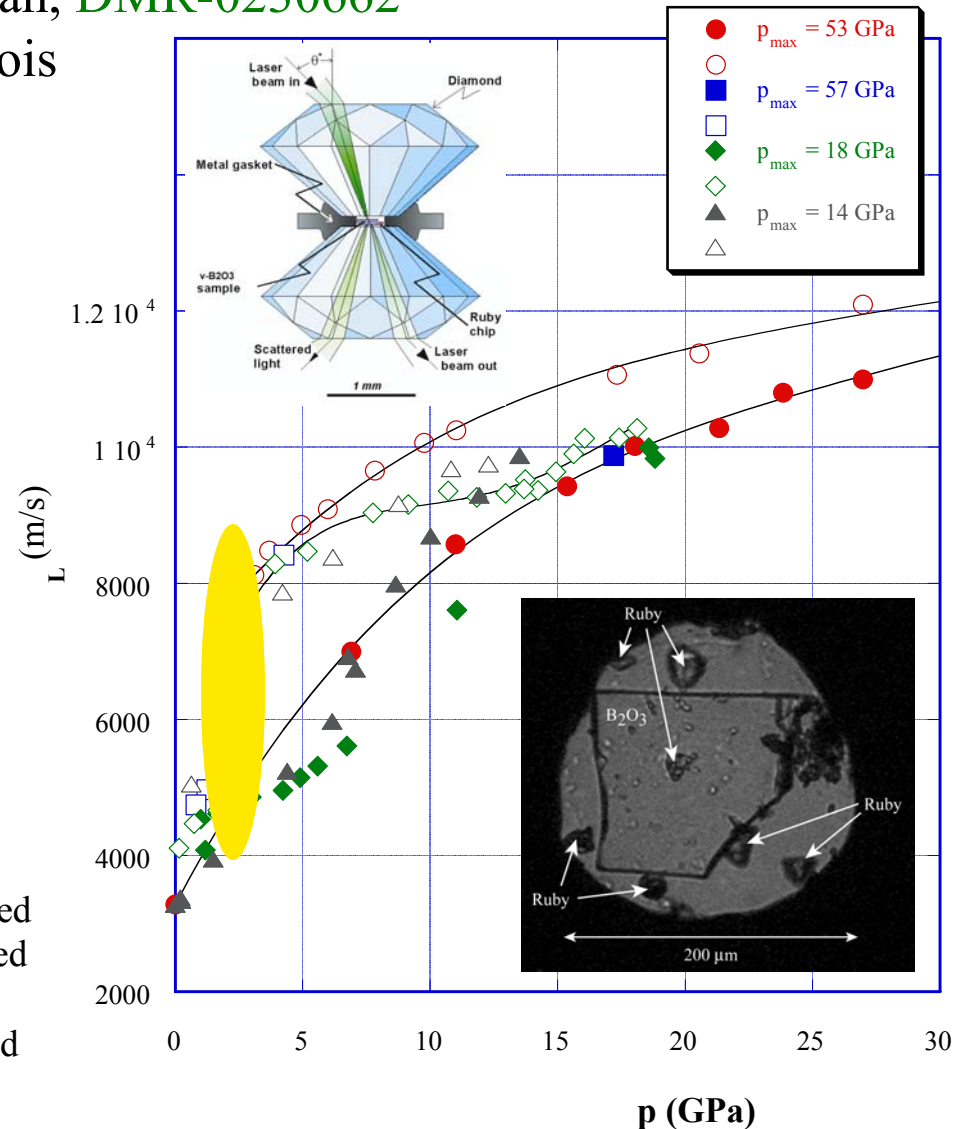 DMR-0230662
ois
p max = 53 GPa
p max = 57 GPa
p max = 18 GPa
p max = 14 GPa
θ*
Laser
beam in
Diamond
Metal gasket
v-B2O3
sample
Ruby
chip
Scattered
light
Laser
beam out
1 mm
1.2 10 4
1 10 4
8000
6000
4000
2000
L (m/s)
Ruby
B2O3
Ruby
Ruby
200 µm
ed
ed
d
0 5 10 15 20 25 30
p (GPa)